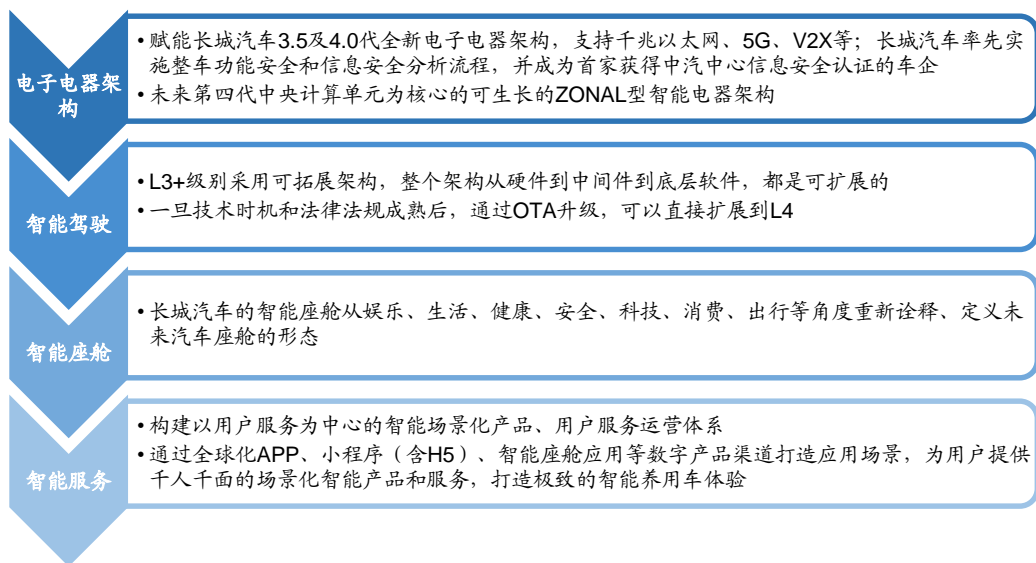 电子电器架
构
• 赋能长城汽车3.5及4.0代全新电子电器架构，支持千兆以太网、5G、V2X等；长城汽车率先实
施整车功能安全和信息安全分析流程，并成为首家获得中汽中心信息安全认证的车企
• 未来第四代中央计算单元为核心的可生长的ZONAL型智能电器架构
智能驾驶
• L3+级别采用可拓展架构，整个架构从硬件到中间件到底层软件，都是可扩展的
• 一旦技术时机和法律法规成熟后，通过OTA升级，可以直接扩展到L4
智能座舱
• 长城汽车的智能座舱从娱乐、生活、健康、安全、科技、消费、出行等角度重新诠释、定义未
来汽车座舱的形态
智能服务
• 构建以用户服务为中心的智能场景化产品、用户服务运营体系
• 通过全球化APP、小程序（含H5）、智能座舱应用等数字产品渠道打造应用场景，为用户提供
千人千面的场景化智能产品和服务，打造极致的智能养用车体验